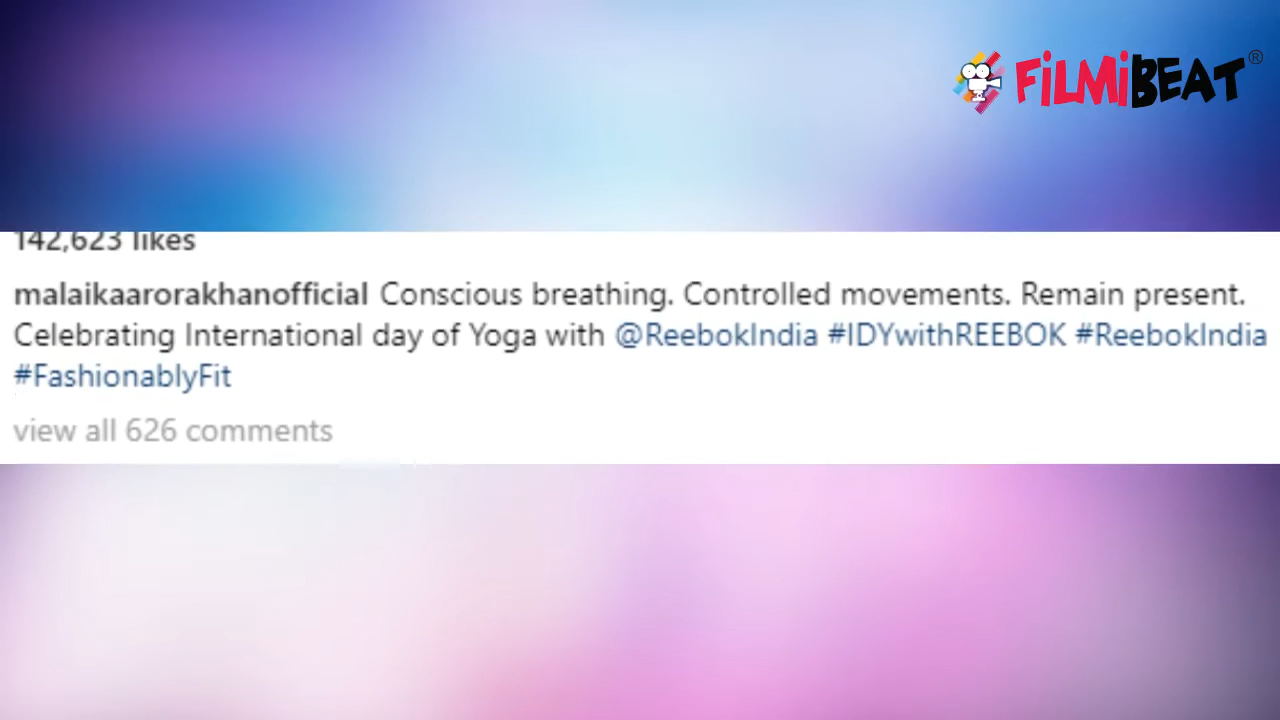 FiLMiBEAT®
142,623 likes
malaikaarorakhanofficial Conscious breathing. Controlled movements. Remain present.
Celebrating International day of Yoga with @ReebokIndia #IDYwithREEBOK #ReebokIndia
#FashionablyFit
view all 626 comments